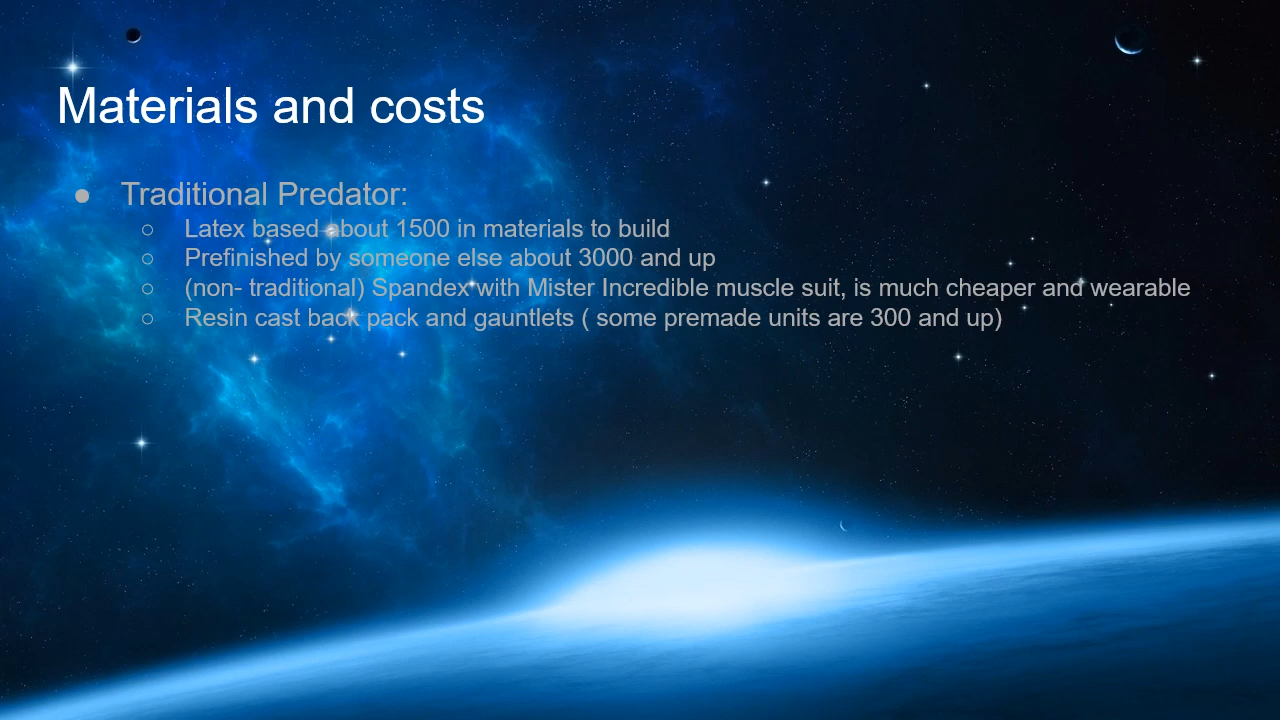 Materials and costs
● Traditional Predator:
○ Latex based about 1500 in materials to build
○ Prefinished by someone else about 3000 and up
○ (non- traditional) Spandex with Mister Incredible muscle suit, is much cheaper and wearable
○ Resin cast back pack and gauntlets ( some premade units are 300 and up)